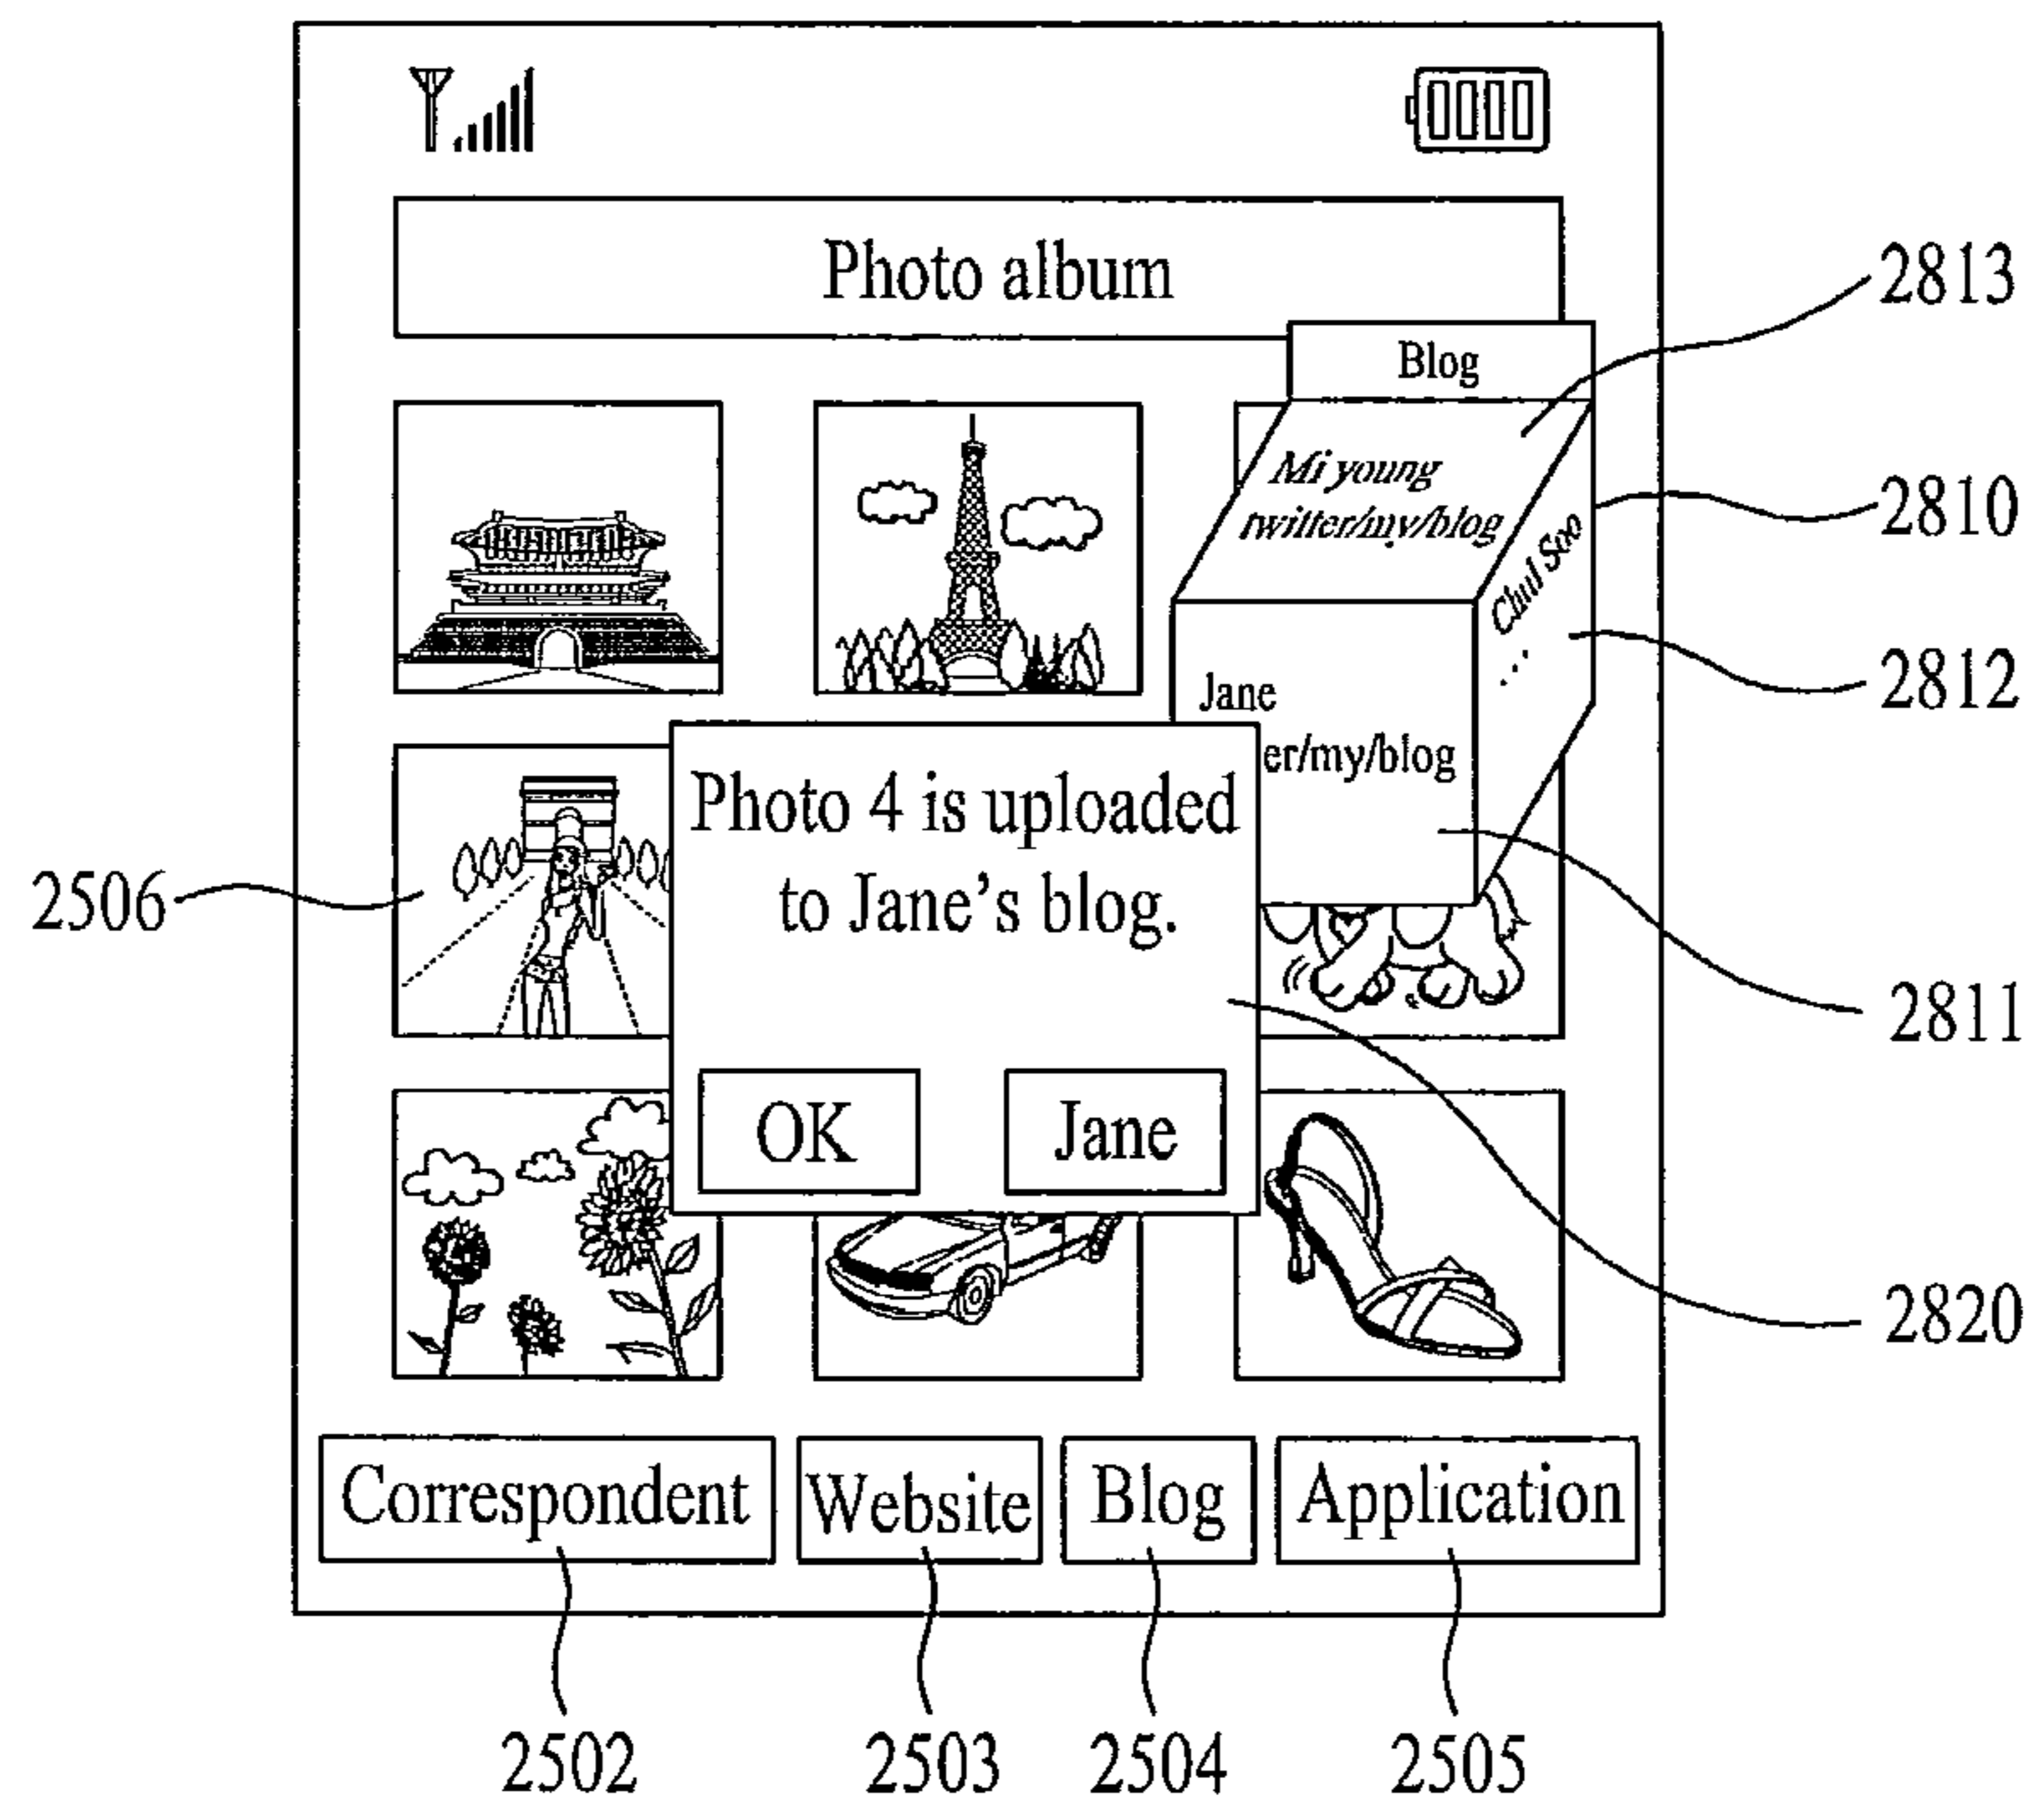 Photo album
2813
Blog
Mi young
twitter/my/blog
2810
Chul Soo
...
2812
Jane
er/my/blog
Photo 4 is uploaded
to Jane's blog.
2506
2811
OK
Jane
2820
Correspondent
Website
Blog
Application
2502
2503
2504
2505